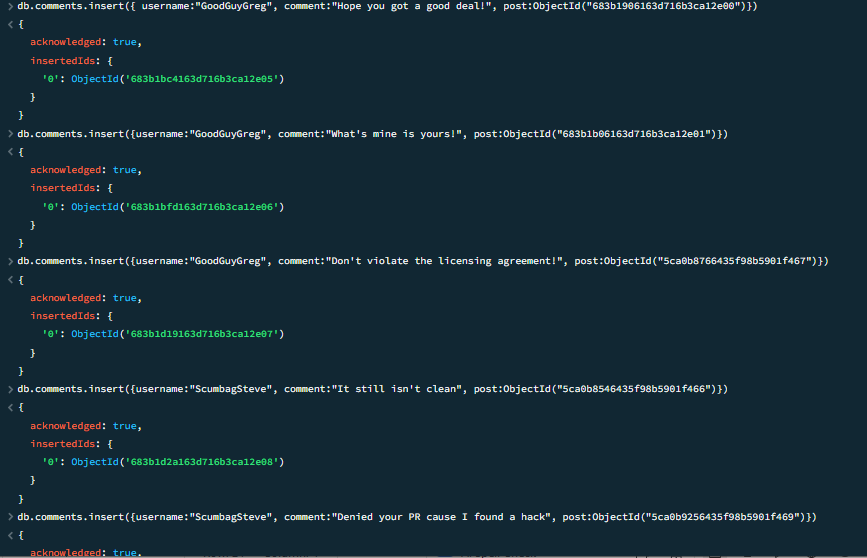 > db.comments.insert({ username:"GoodGuyGreg", comment:"Hope you got a good deal!", post:ObjectId("683b1906163d716b3ca12e00")})
< {
acknowledged: true,
insertedIds: {
'0': ObjectId('683b1bc4163d716b3ca12e05')
}
}
> db.comments.insert({username:"GoodGuyGreg", comment:"What's mine is yours!", post:ObjectId("683b1b06163d716b3ca12e01")})
< {
acknowledged: true,
insertedIds: {
'0': ObjectId('683b1bfd163d716b3ca12e06')
}
}
> db.comments.insert({username:"GoodGuyGreg", comment:"Don't violate the licensing agreement!", post:ObjectId("5ca0b8766435f98b5901f467")})
< {
acknowledged: true,
insertedIds: {
'0': ObjectId('683b1d19163d716b3ca12e07')
}
}
> db.comments.insert({username:"ScumbagSteve", comment:"It still isn't clean", post:ObjectId("5ca0b8546435f98b5901f466")})
< {
acknowledged: true,
insertedIds: {
'0': ObjectId('683b1d2a163d716b3ca12e08')
}
}
> db.comments.insert({username:"ScumbagSteve", comment:"Denied your PR cause I found a hack", post:ObjectId("5ca0b9256435f98b5901f469")})
< {
acknowledged: true,